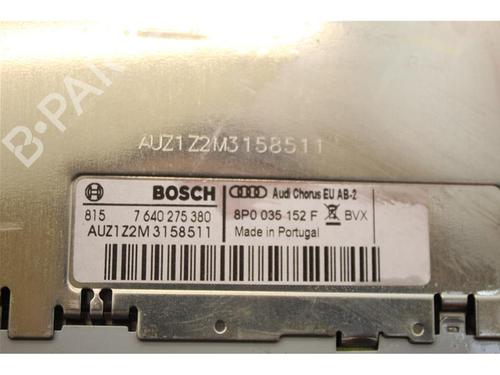 B-PARTS
AUZ1Z2M3158511
BOSCH Audi Chorus EU AB-2
815 7 640 275 380 8P0 035 152 F BVX
AUZ1Z2M 3158511 Made in Portugal